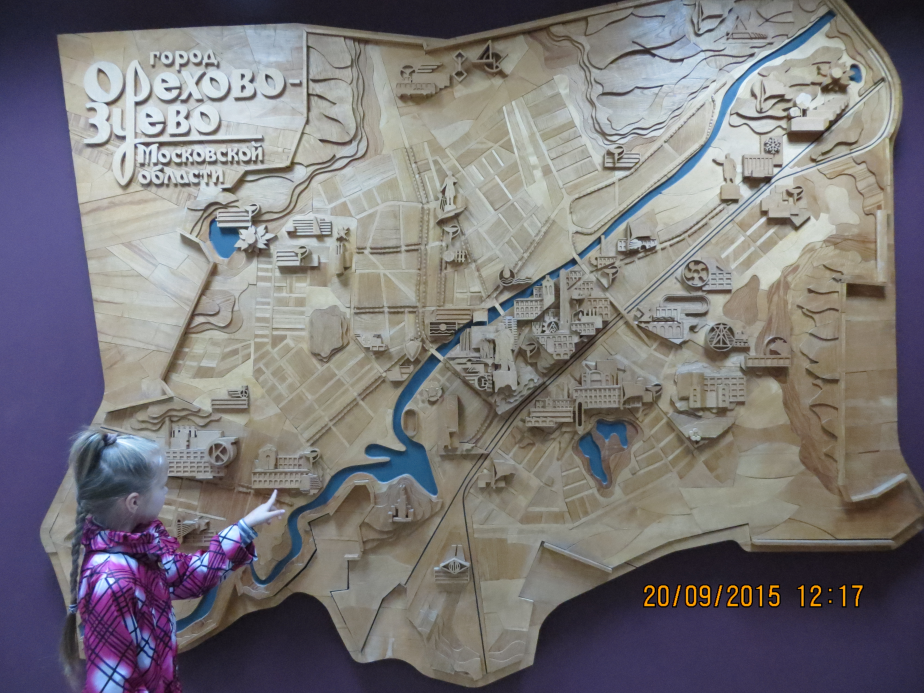 город
Орехово-
Зуево
Московской
области
20/09/2015 12:17